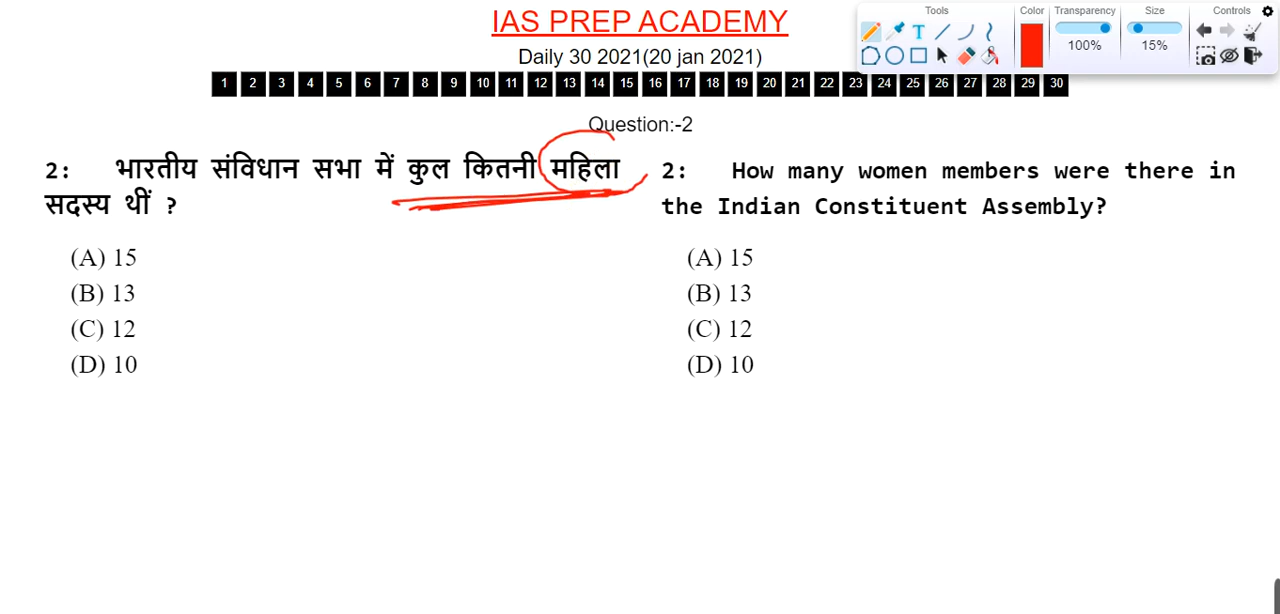 IAS PREP ACADEMY
Daily 30 2021(20 jan 2021)
Tools
Color
Transparency
Size
Controls
100%
15%
1 2 3 4 5 6 7 8 9 10 11 12 13 14 15 16 17 18 19 20 21 22 23 24 25 26 27 28 29 30
Question:-2
2: भारतीय संविधान सभा में कुल कितनी महिला
सदस्य थीं ?
(A) 15
(B) 13
(C) 12
(D) 10
2: How many women members were there in
the Indian Constituent Assembly?
(A) 15
(B) 13
(C) 12
(D) 10